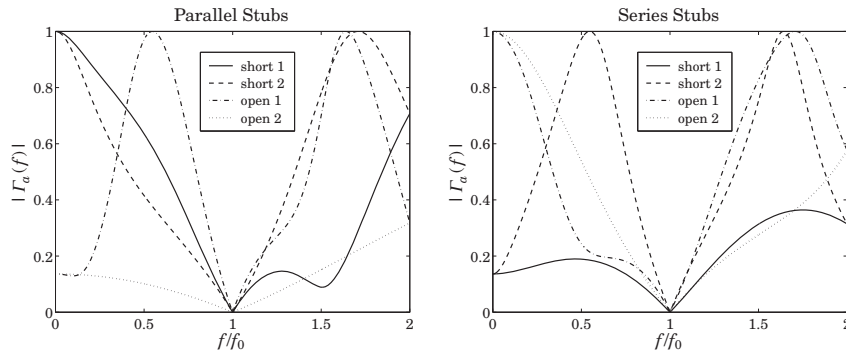 Parallel Stubs
1
0.8
0.6
0.4
0.2
0
0
0.5
1
1.5
2
| Γa (f) |
f/f0
short 1
short 2
open 1
open 2
Series Stubs
1
0.8
0.6
0.4
0.2
0
0
0.5
1
1.5
2
| Γa (f) |
f/f0
short 1
short 2
open 1
open 2